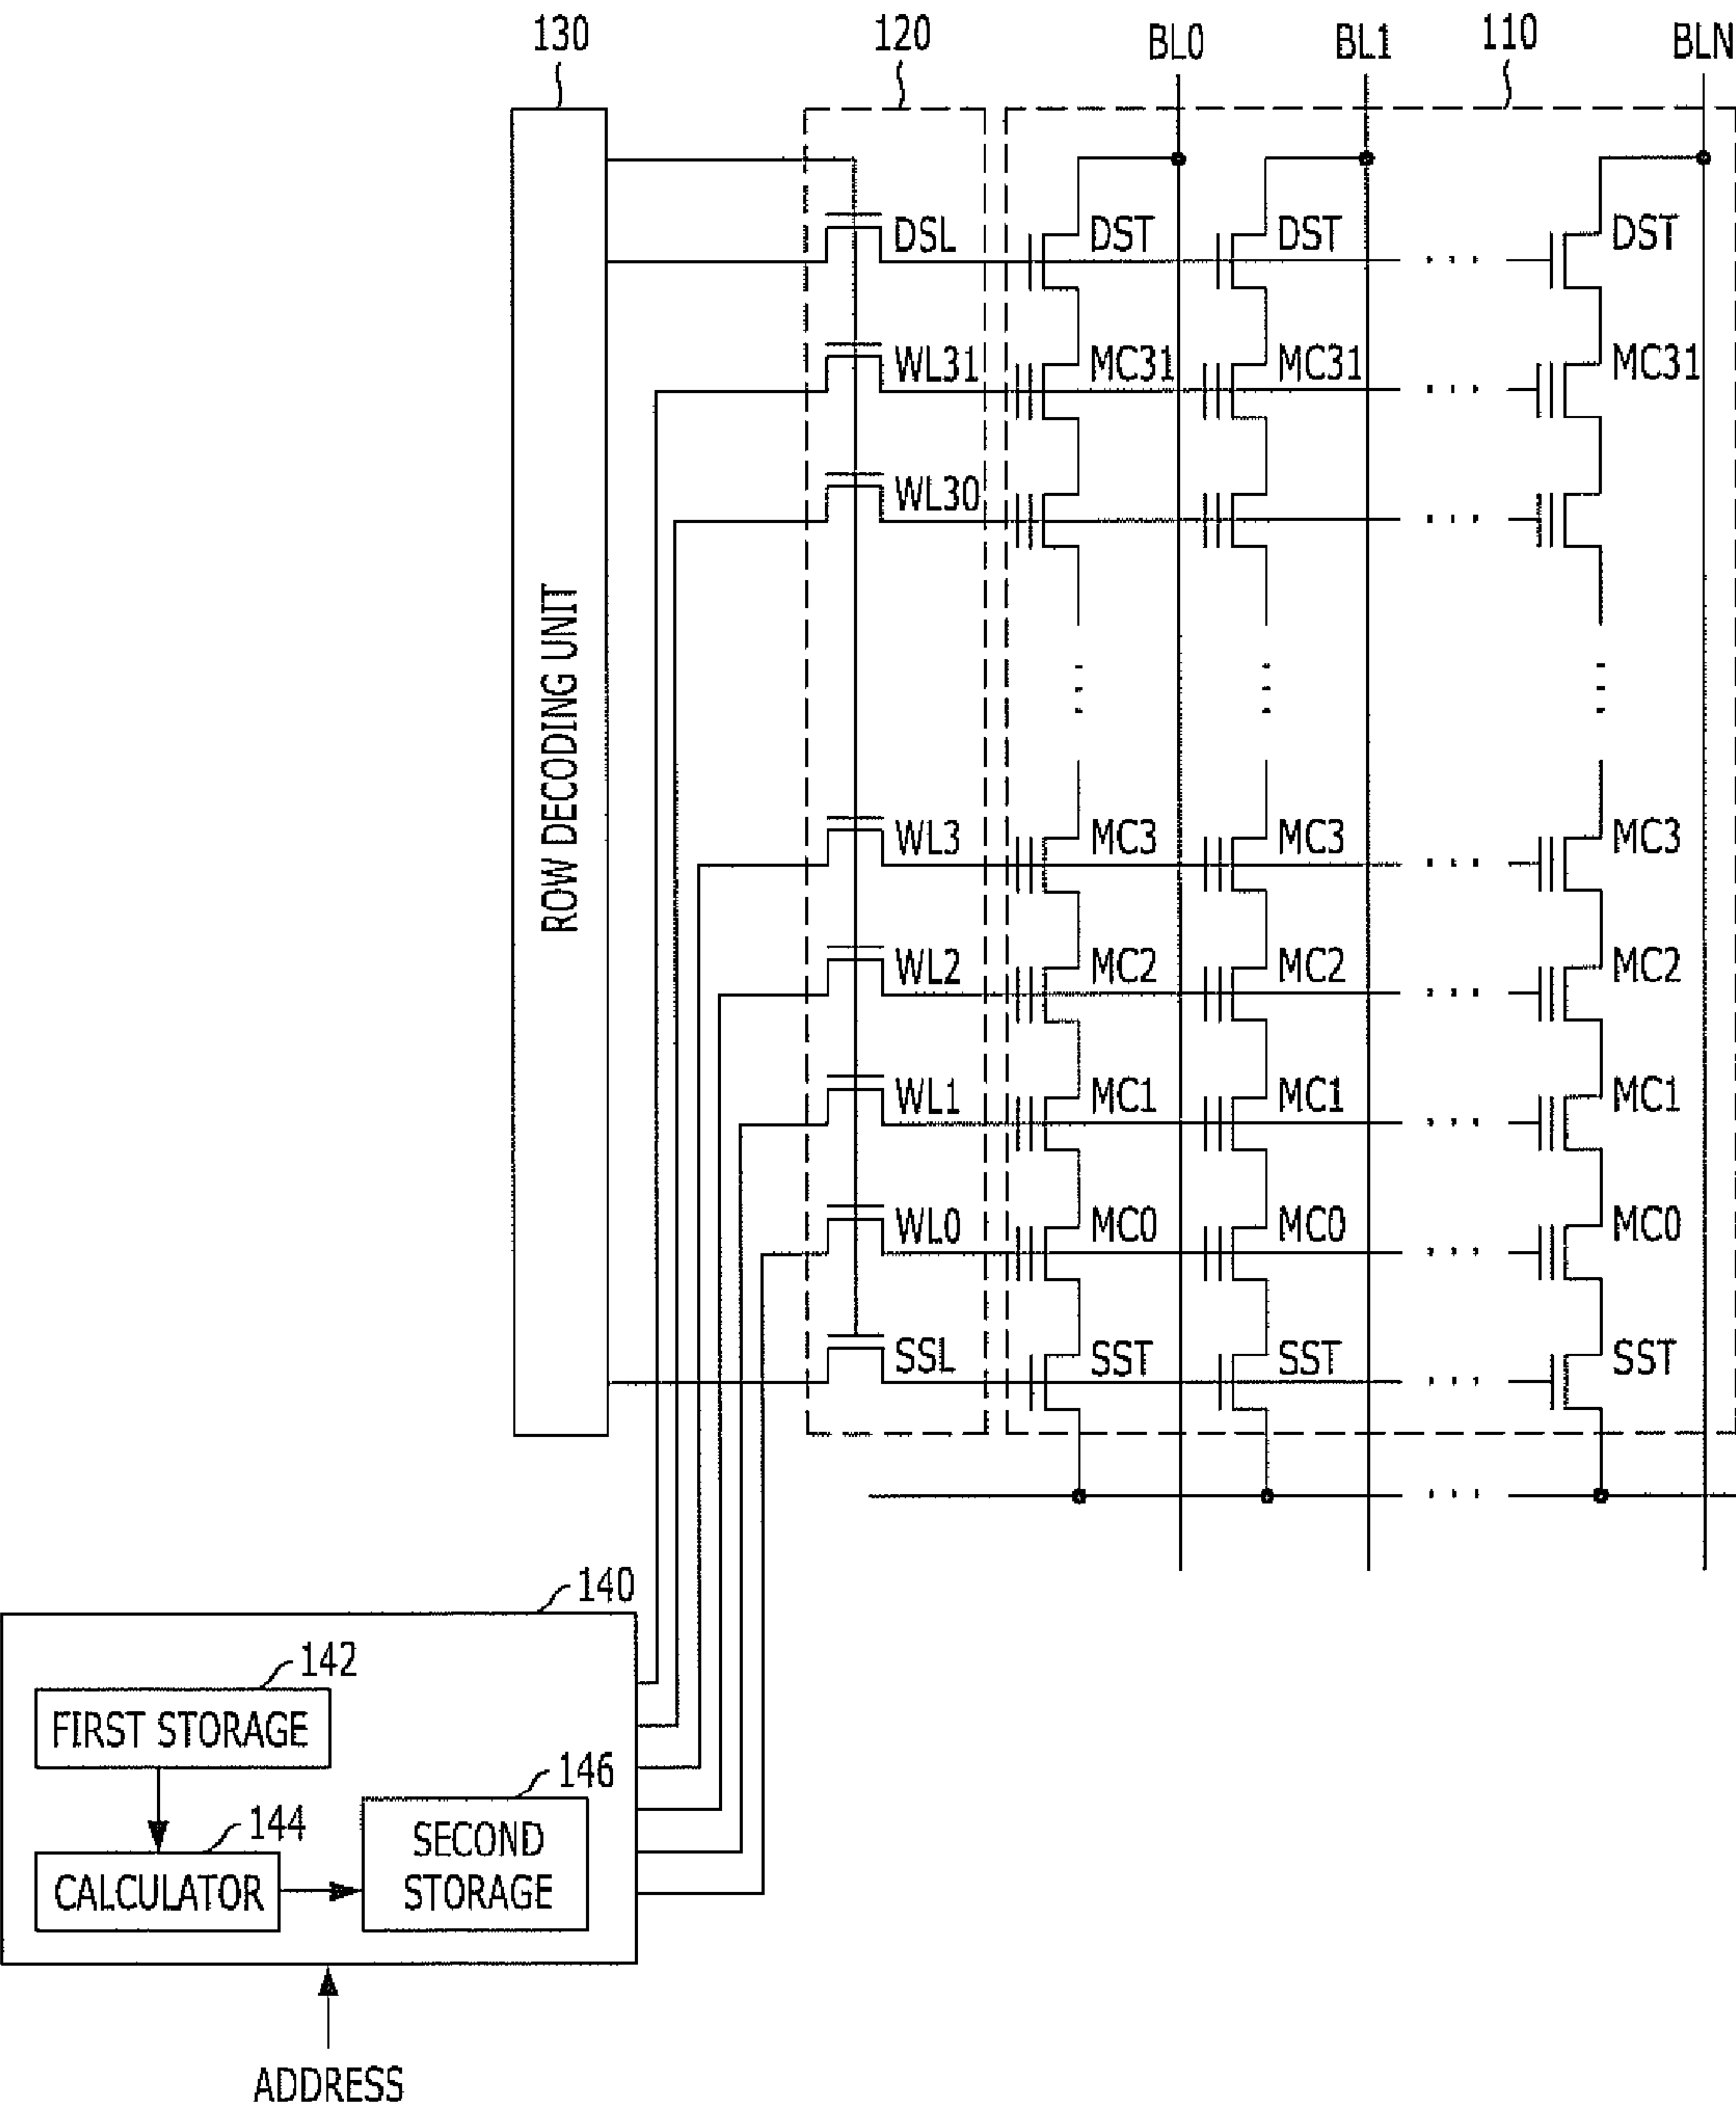 130
120
BL0
BL1
110
BLN
DSL
DST
DST
DST
WL31
MC31
MC31
MC31
WL30
ROW DECODING UNIT
WL3
MC3
MC3
MC3
WL2
MC2
MC2
MC2
WL1
MC1
MC1
MC1
WL0
MC0
MC0
MC0
SSL
SST
SST
SST
140
142
FIRST STORAGE
146
144
SECOND
STORAGE
CALCULATOR
ADDRESS